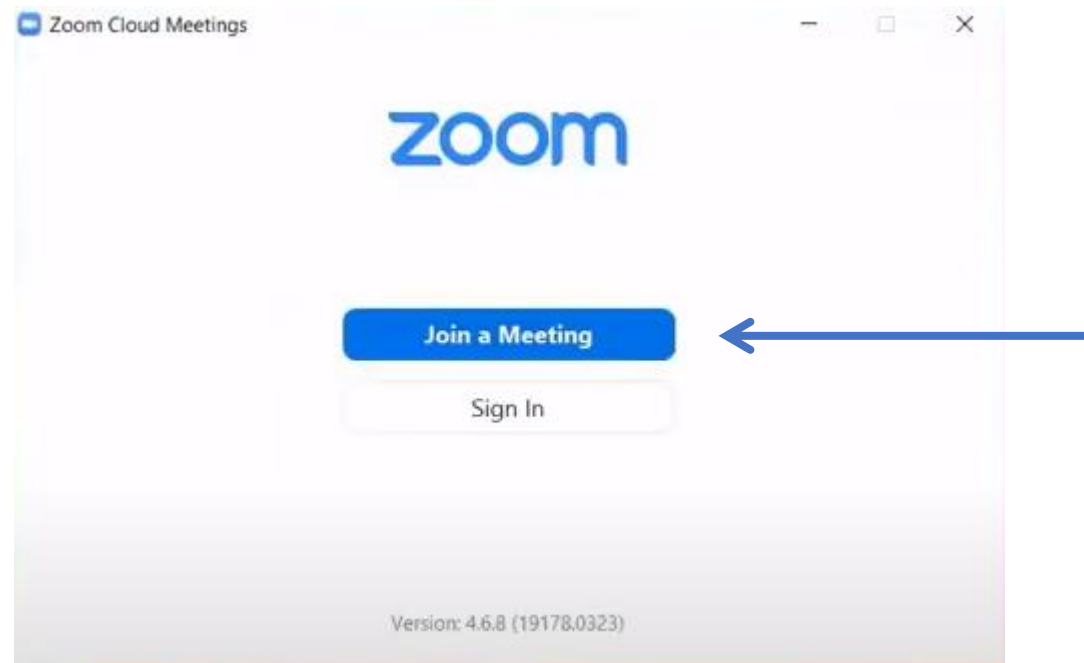 Zoom Cloud Meetings
zoom
Join a Meeting
Sign In
Version: 4.6.8 (19178.0323)